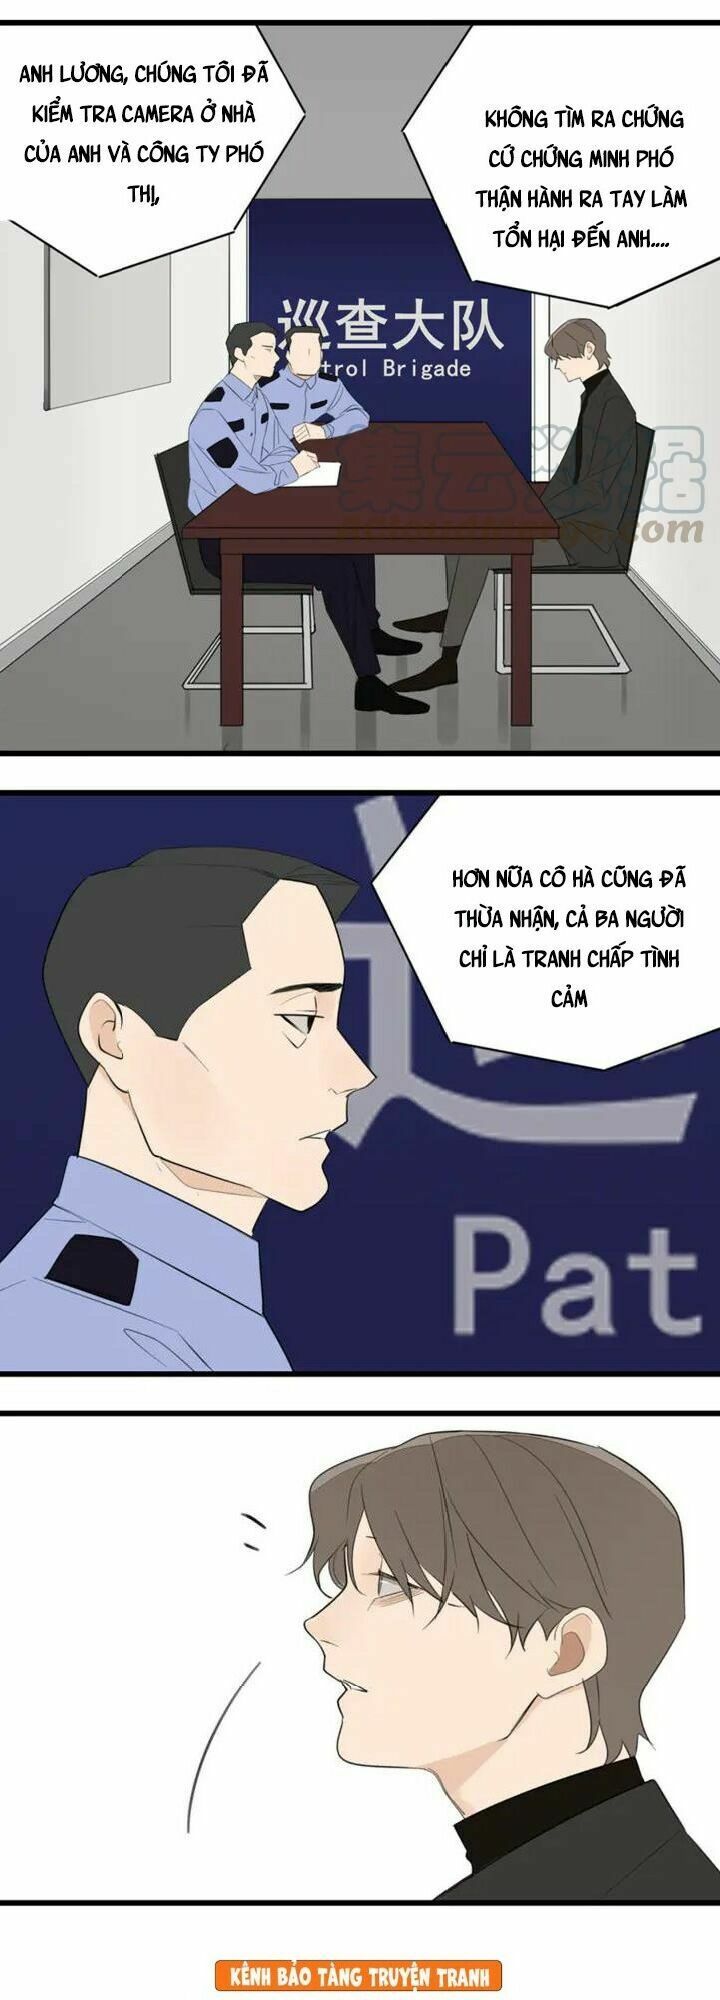 ANH LƯƠNG, CHÚNG TÔI ĐÃ
KIỂM TRA CAMERA Ở NHÀ
CỦA ANH VÀ CÔNG TY PHÓ
THỊ,
KHÔNG TÌM RA CHỨNG
CỨ CHỨNG MINH PHÓ
THẬN HÀNH RA TAY LÀM
TỔN HẠI ĐẾN ANH....
巡查大队
trol Brigade
HƠN NỮA CÔ HÀ CŨNG ĐÃ
THỪA NHẬN, CẢ BA NGƯỜI
CHỈ LÀ TRANH CHẤP TÌNH
CẢM
Pat
KÊNH BẢO TÀNG TRUYỆN TRANH